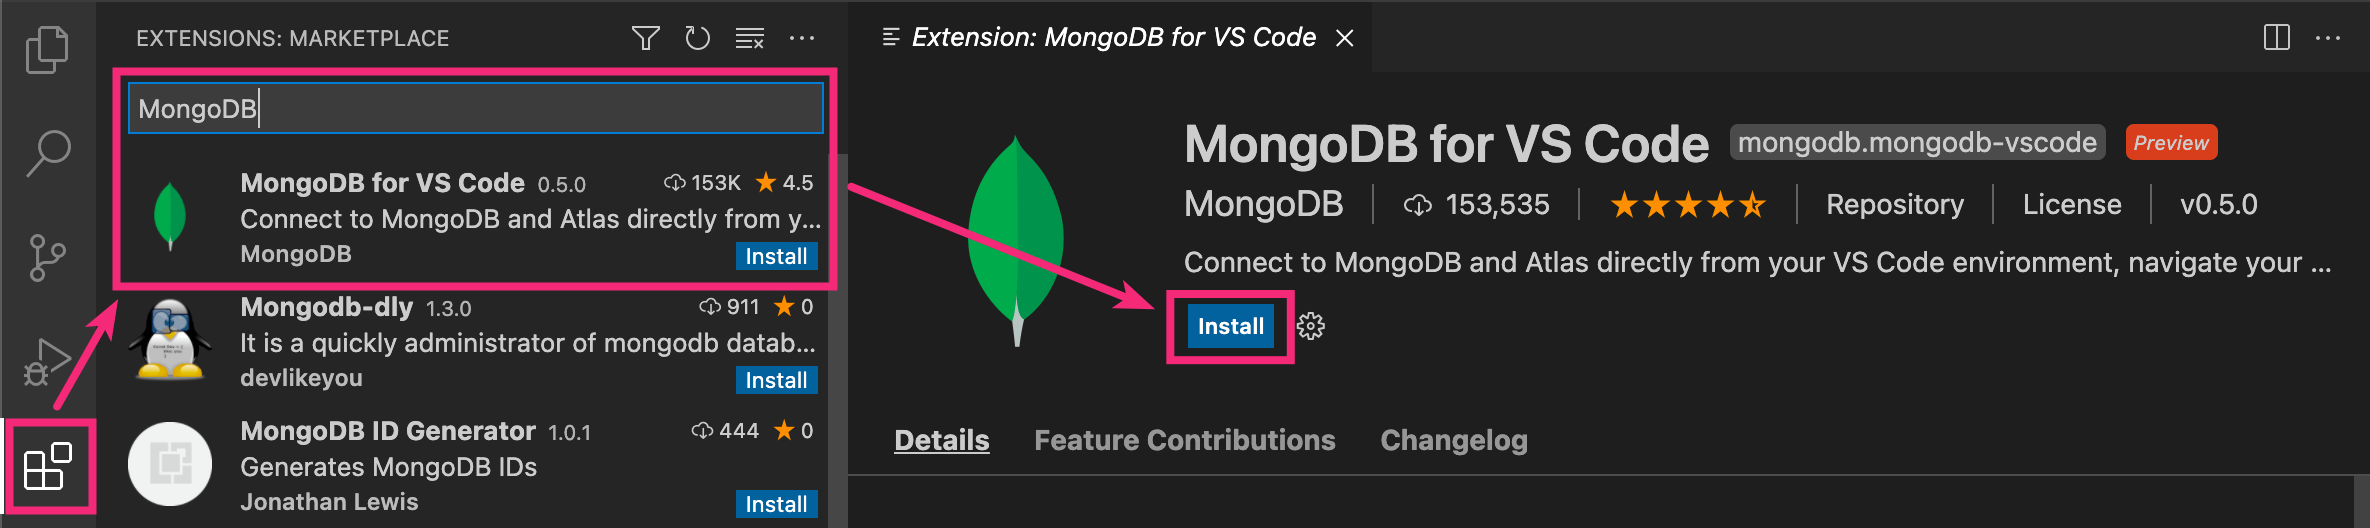 EXTENSIONS: MARKETPLACE
MongoDB
MongoDB for VS Code 0.5.0 153K 4.5
Connect to MongoDB and Atlas directly from y...
MongoDB Install
Mongodb-dly 1.3.0 911 0
It is a quickly administrator of mongodb datab...
devlikeyou Install
MongoDB ID Generator 1.0.1 444 0
Generates MongoDB IDs
Jonathan Lewis Install
Extension: MongoDB for VS Code
MongoDB for VS Code mongodb.mongodb-vscode Preview
MongoDB 153,535 Repository License v0.5.0
Connect to MongoDB and Atlas directly from your VS Code environment, navigate your ...
Install
Details Feature Contributions Changelog